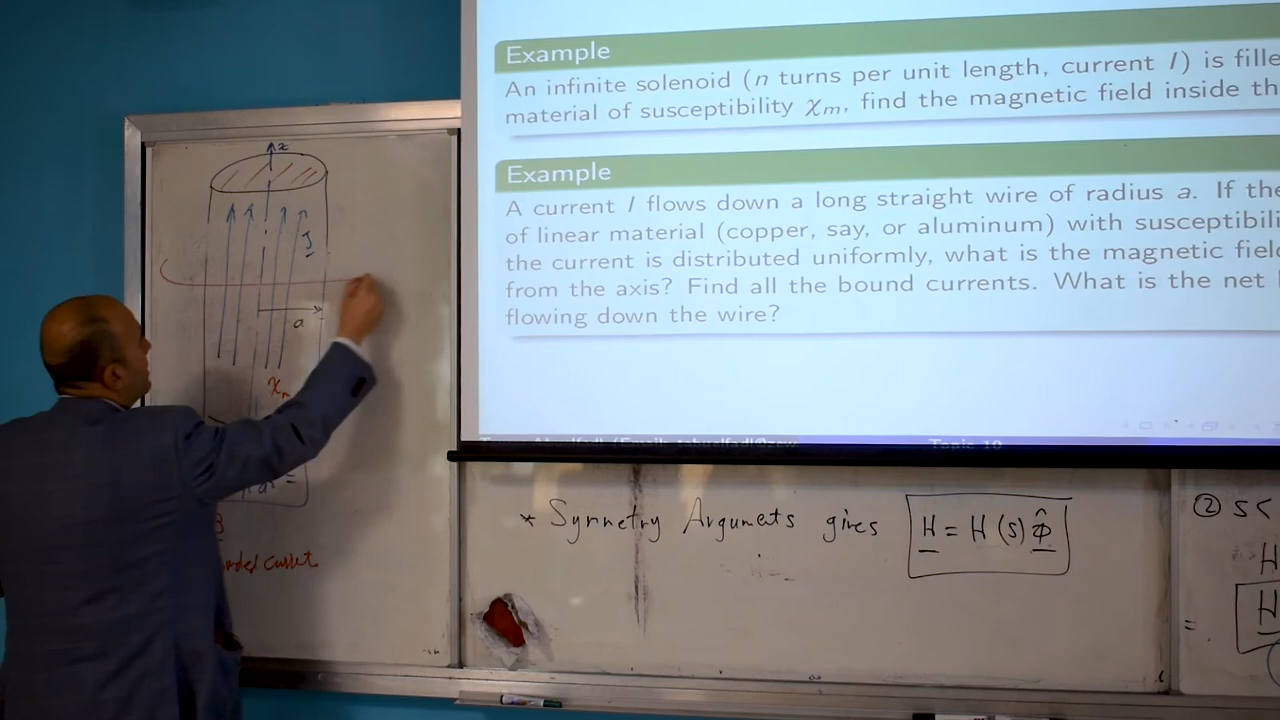 Example
An infinite solenoid (n turns per unit length, current I) is fille
material of susceptibility χm, find the magnetic field inside th
Example
A current I flows down a long straight wire of radius a. If the
of linear material (copper, say, or aluminum) with susceptibili
the current is distributed uniformly, what is the magnetic fiel
from the axis? Find all the bound currents. What is the net
flowing down the wire?
Topic 10
z
J
a
* Symmetry Argumets gives H = H (s) φ̂
② s<
H
= H